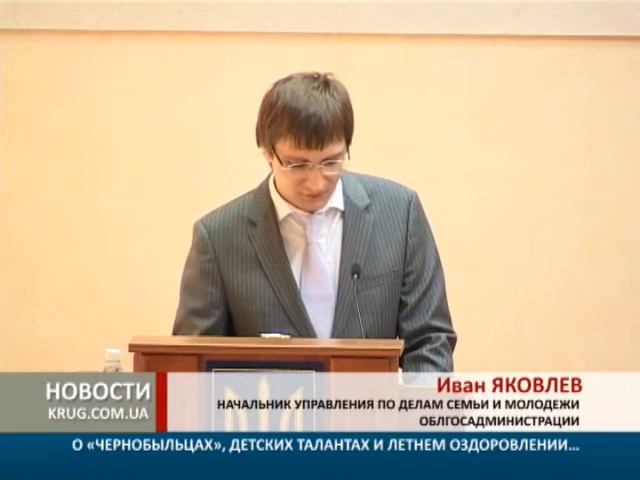 НОВОСТИ
KRUG.COM.UA
Иван ЯКОВЛЕВ
НАЧАЛЬНИК УПРАВЛЕНИЯ ПО ДЕЛАМ СЕМЬИ И МОЛОДЕЖИ
ОБЛГОСАДМИНИСТРАЦИИ
О «ЧЕРНОБЫЛЬЦАХ», ДЕТСКИХ ТАЛАНТАХ И ЛЕТНЕМ ОЗДОРОВЛЕНИИ...